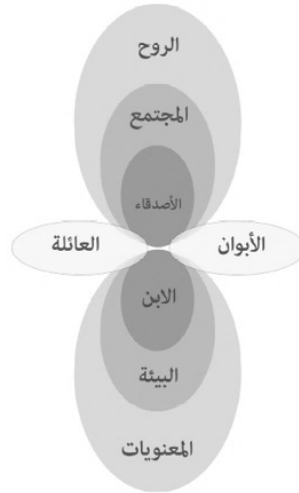 الروح
المجتمع
الأصدقاء
الأبوان
العائلة
الابن
البيئة
المعنويات